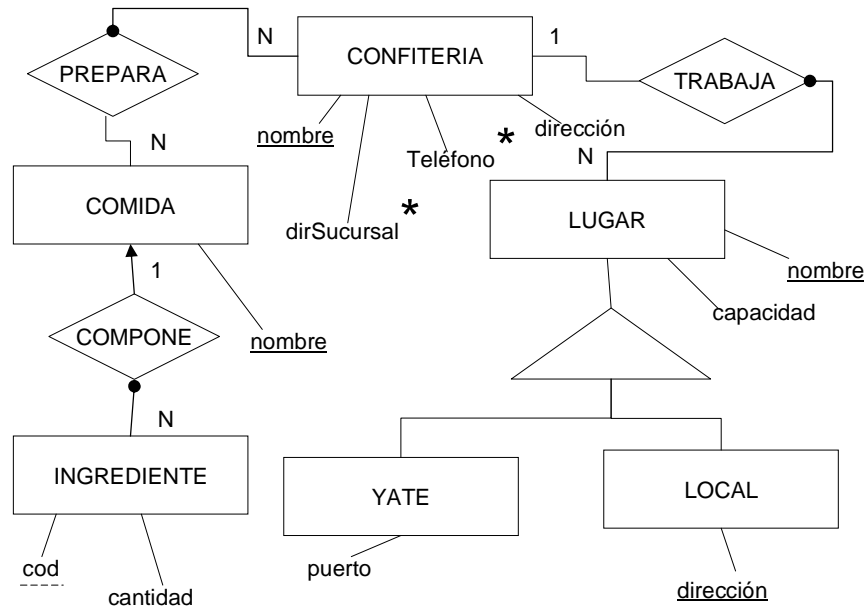 N
CONFITERIA
1
PREPARA
TRABAJA
nombre
Teléfono *
dirección
N
N
COMIDA
dirSucursal *
LUGAR
1
nombre
capacidad
nombre
COMPONE
N
INGREDIENTE
YATE
LOCAL
cod
cantidad
puerto
dirección